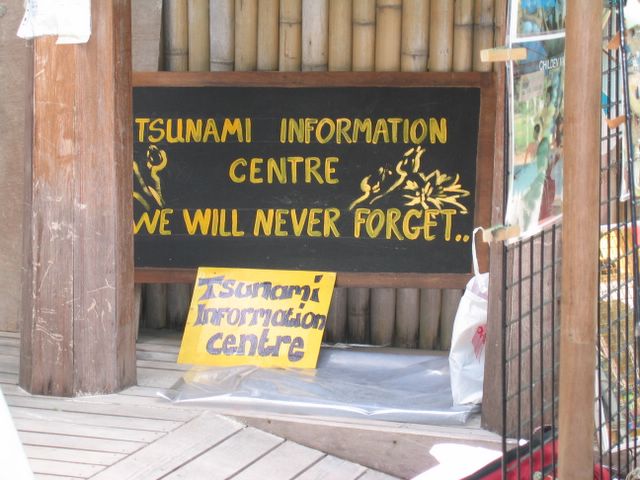 TSUNAMI INFORMATION
CENTRE
WE WILL NEVER FORGET..
Tsunami
Information
centre